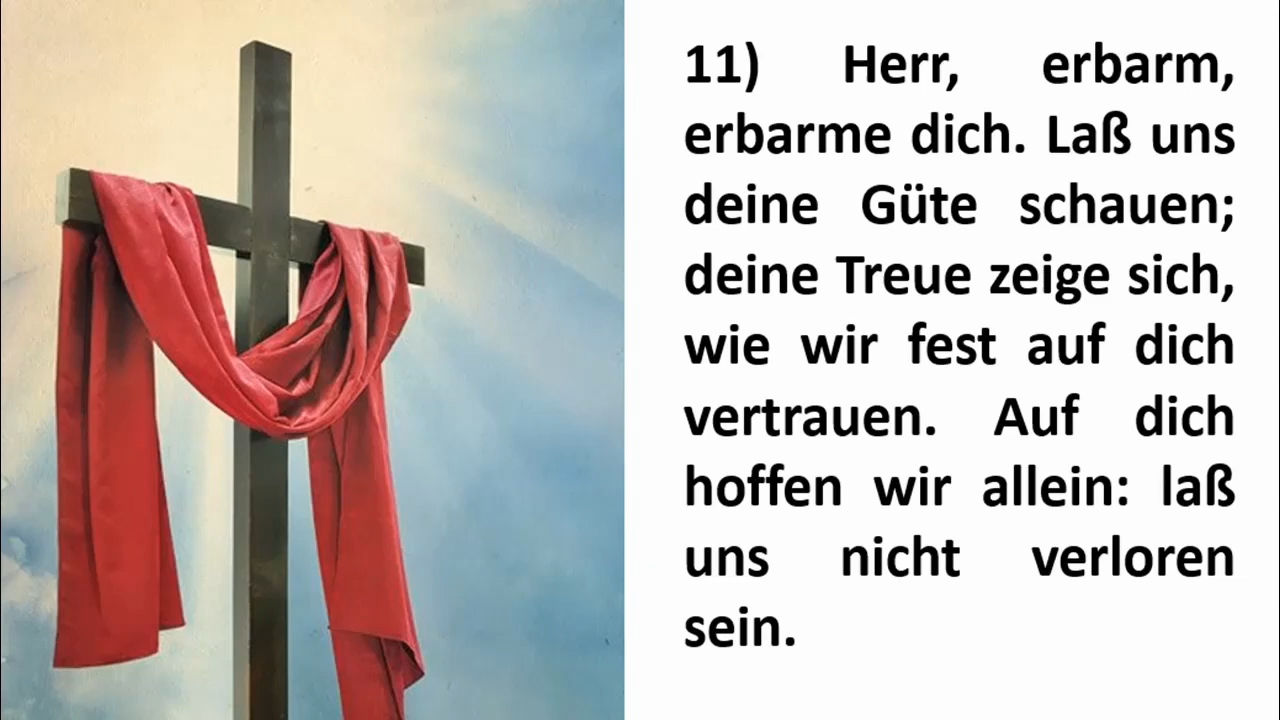 11) Herr, erbarm,
erbarme dich. Laß uns
deine Güte schauen;
deine Treue zeige sich,
wie wir fest auf dich
vertrauen. Auf dich
hoffen wir allein: laß
uns nicht verloren
sein.